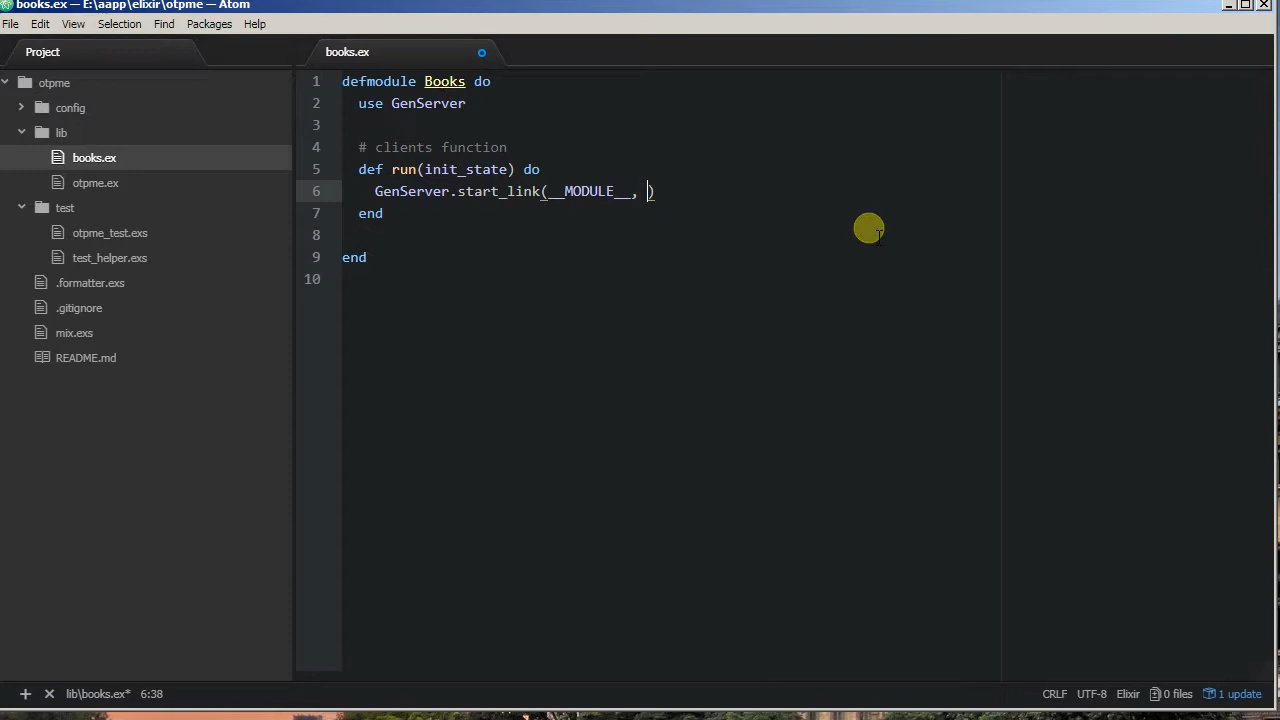 books.ex — E:\aapp\elixir\otpme — Atom
File Edit View Selection Find Packages Help
Project
books.ex
otpme
config
lib
books.ex
otpme.ex
test
otpme_test.exs
test_helper.exs
.formatter.exs
.gitignore
mix.exs
README.md
1 defmodule Books do
2 use GenServer
3
4 # clients function
5 def run(init_state) do
6 GenServer.start_link(__MODULE__, )
7 end
8
9 end
10
lib\books.ex* 6:38
CRLF UTF-8 Elixir 0 files 1 update